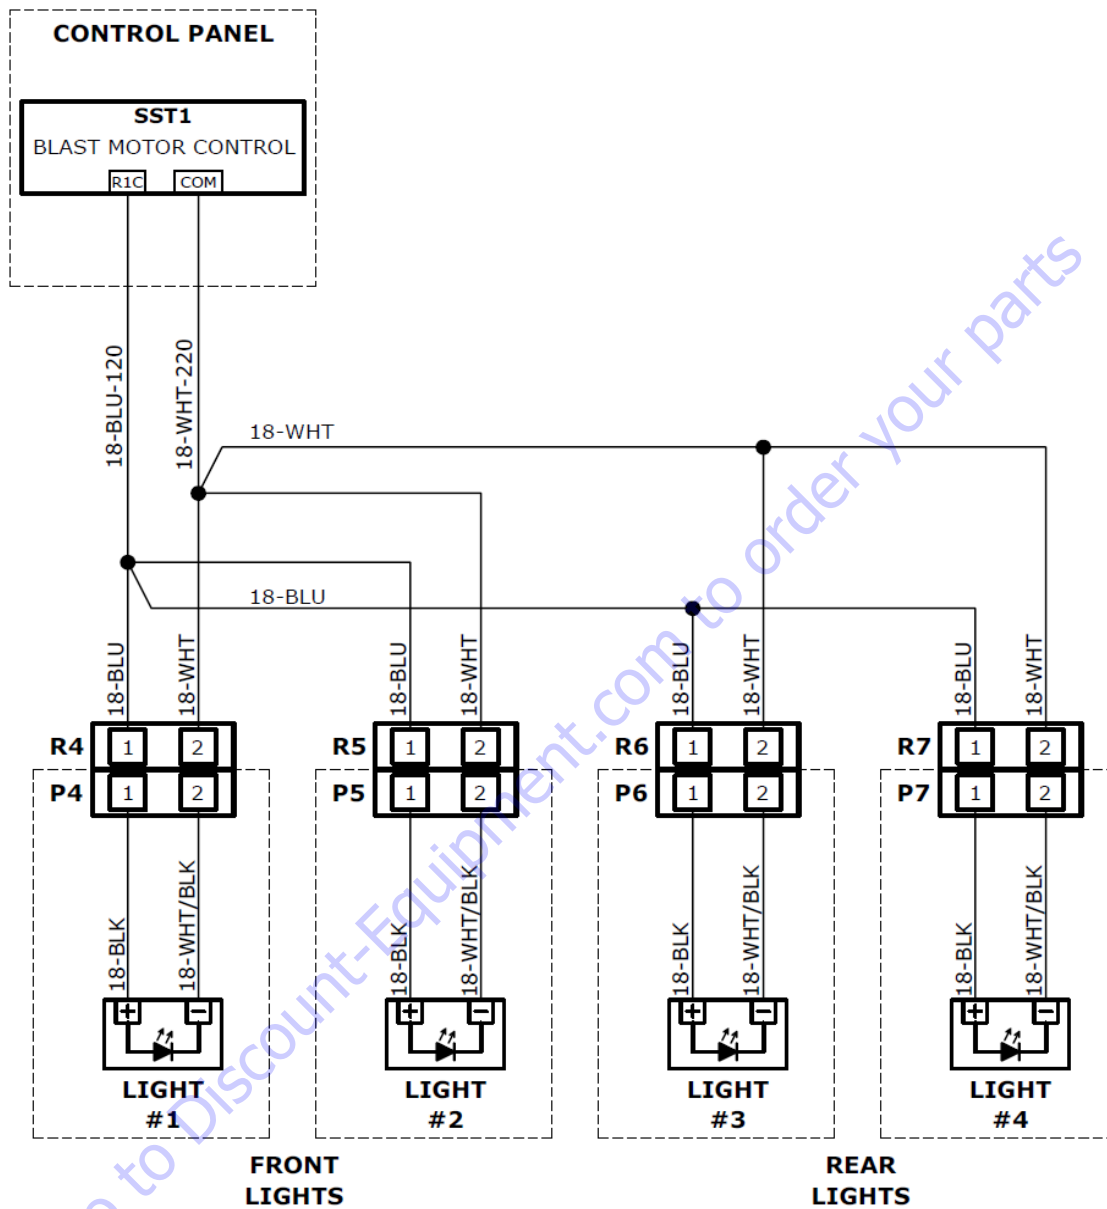 CONTROL PANEL
SST1
BLAST MOTOR CONTROL
R1C COM
18-BLU-120
18-WHT-220
18-WHT
18-BLU
18-BLU 18-WHT 18-BLU 18-WHT 18-BLU 18-WHT 18-BLU 18-WHT
R4 1 2 R5 1 2 R6 1 2 R7 1 2
P4 1 2 P5 1 2 P6 1 2 P7 1 2
18-BLK 18-WHT/BLK 18-BLK 18-WHT/BLK 18-BLK 18-WHT/BLK 18-BLK 18-WHT/BLK
+ − + − + − + −
LIGHT LIGHT LIGHT LIGHT
#1 #2 #3 #4
FRONT REAR
LIGHTS LIGHTS
to Discount-Equipment.com to order your parts